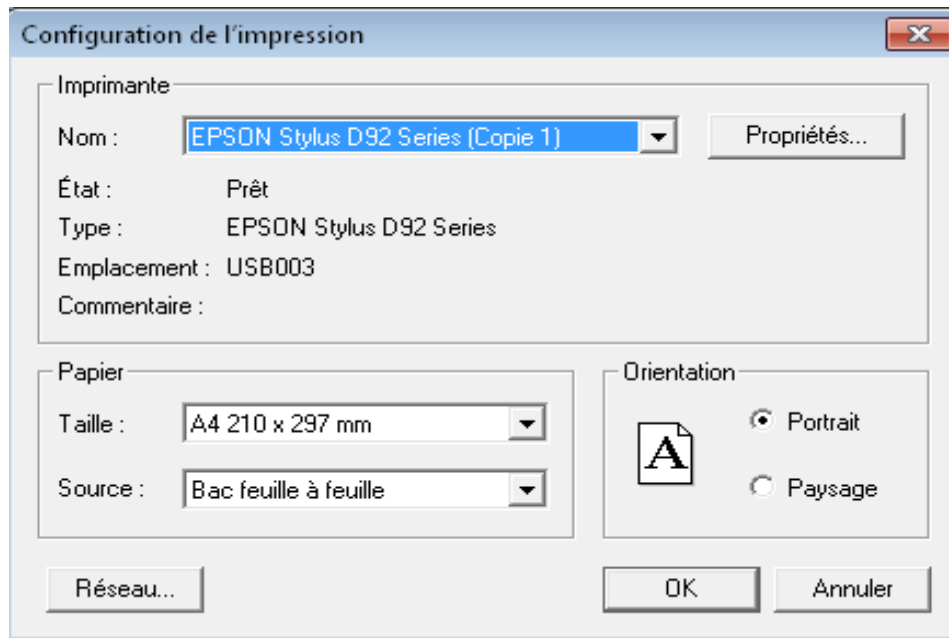 Configuration de l'impression
Imprimante
Nom : EPSON Stylus D92 Series (Copie 1) Propriétés...
État : Prêt
Type : EPSON Stylus D92 Series
Emplacement : USB003
Commentaire :
Papier
Taille : A4 210 x 297 mm
Source : Bac feuille à feuille
Orientation
A
Portrait
Paysage
Réseau... OK Annuler